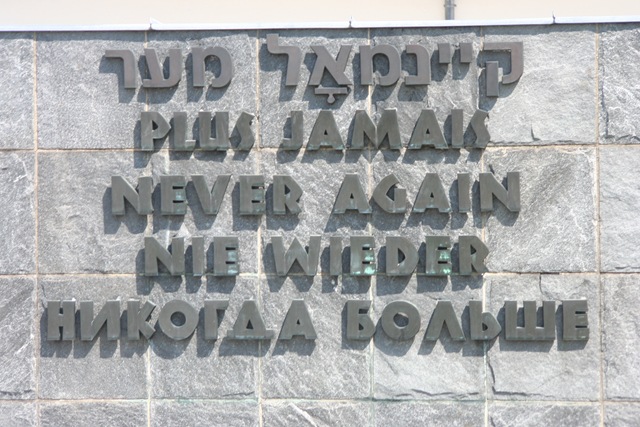 קיינמאָל מער
PLUS JAMAIS
NEVER AGAIN
NIE WIEDER
НИКОГДА БОЛЬШЕ